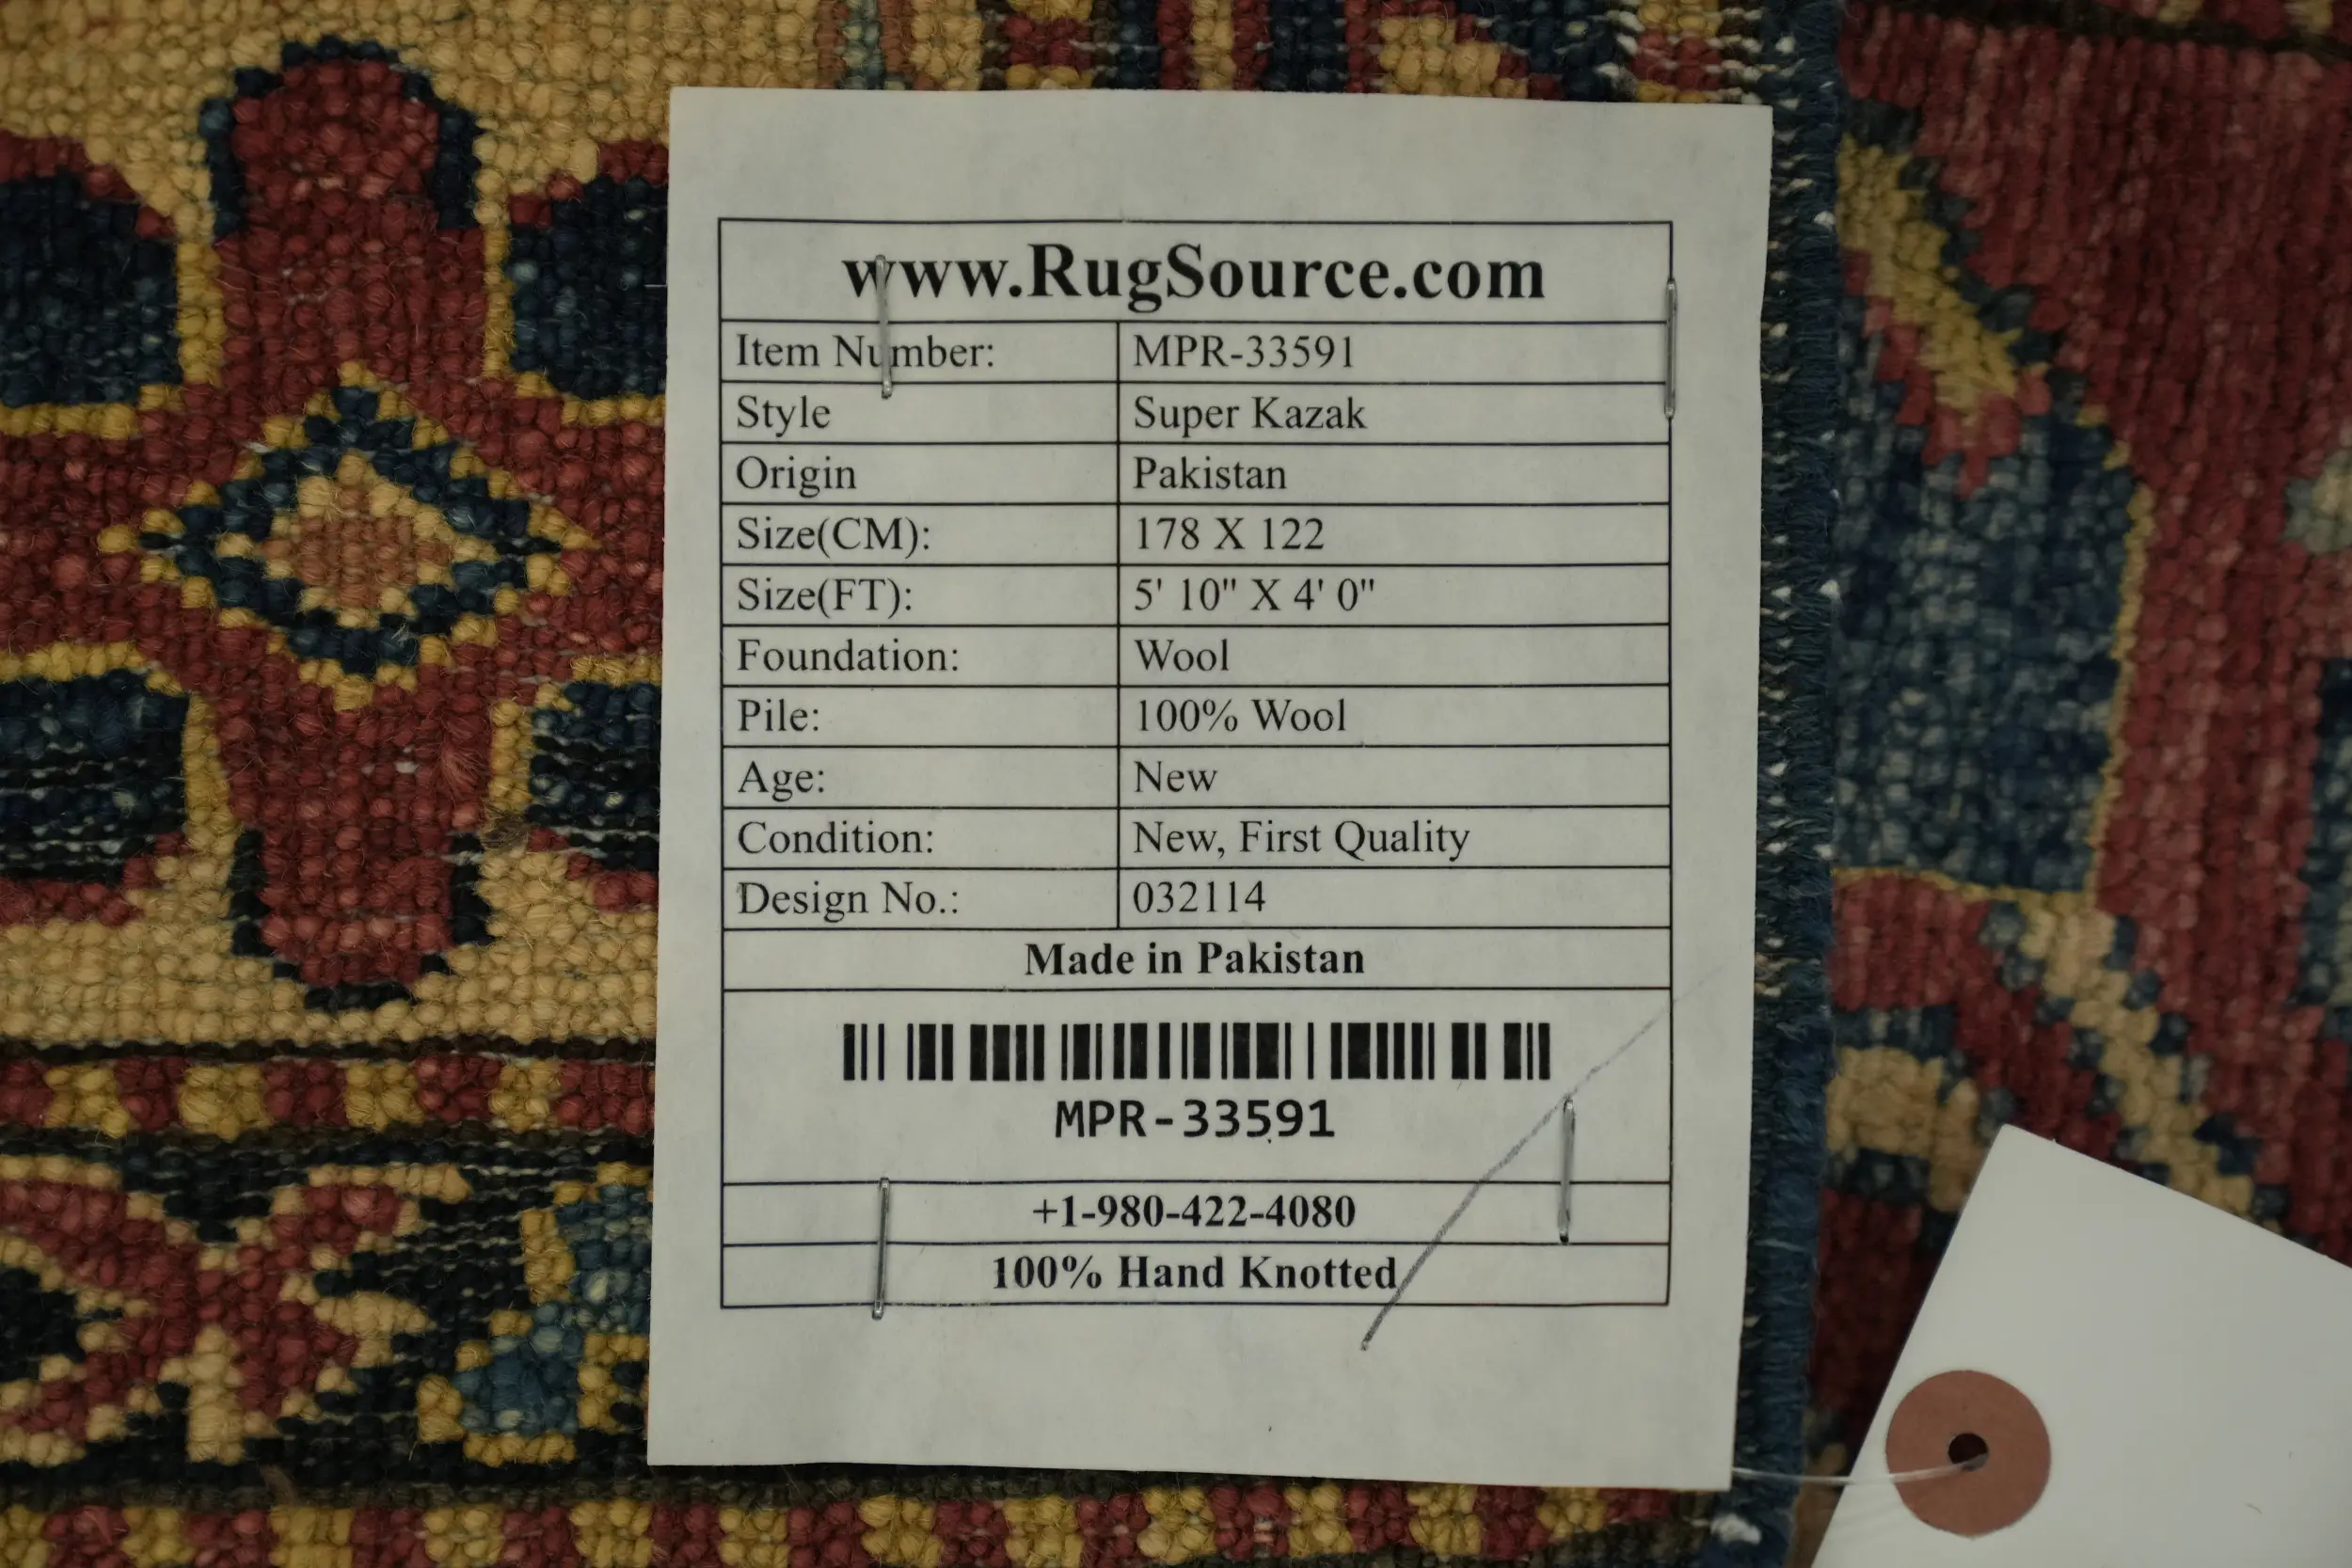 www.RugSource.com
Item Number: MPR-33591
Style Super Kazak
Origin Pakistan
Size(CM): 178 X 122
Size(FT): 5' 10" X 4' 0"
Foundation: Wool
Pile: 100% Wool
Age: New
Condition: New, First Quality
Design No.: 032114
Made in Pakistan
MPR-33591
+1-980-422-4080
100% Hand Knotted